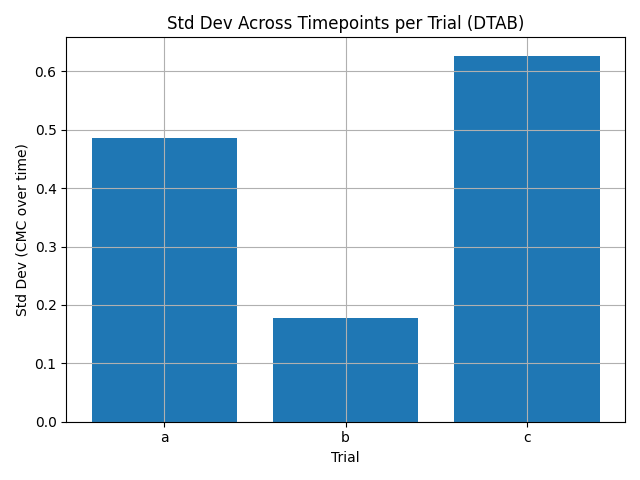 Std Dev Across Timepoints per Trial (DTAB)
Std Dev (CMC over time)
0.6
0.5
0.4
0.3
0.2
0.1
0.0
a b c
Trial